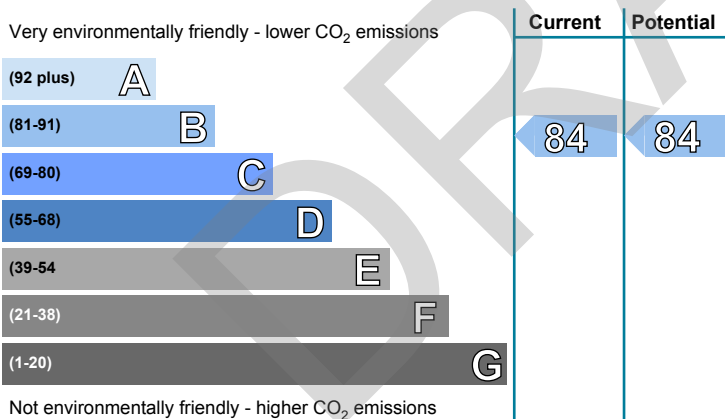 Very environmentally friendly - lower CO2 emissions
Current
Potential
(92 plus) A
(81-91) B
84
84
(69-80) C
(55-68) D
(39-54 E
(21-38) F
(1-20) G
Not environmentally friendly - higher CO2 emissions